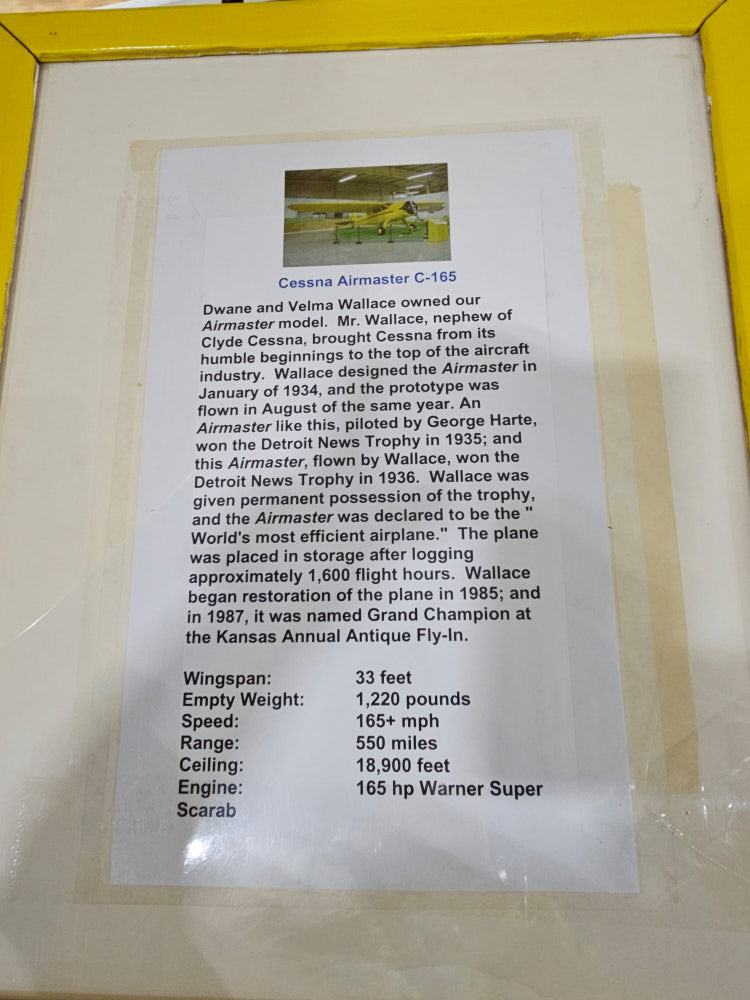 Cessna Airmaster C-165
Dwane and Velma Wallace owned our
Airmaster model.  Mr. Wallace, nephew of
Clyde Cessna, brought Cessna from its
humble beginnings to the top of the aircraft
industry.  Wallace designed the Airmaster in
January of 1934, and the prototype was
flown in August of the same year. An
Airmaster like this, piloted by George Harte,
won the Detroit News Trophy in 1935; and
this Airmaster, flown by Wallace, won the
Detroit News Trophy in 1936.  Wallace was
given permanent possession of the trophy,
and the Airmaster was declared to be the "
World's most efficient airplane."  The plane
was placed in storage after logging
approximately 1,600 flight hours.  Wallace
began restoration of the plane in 1985; and
in 1987, it was named Grand Champion at
the Kansas Annual Antique Fly-In.
Wingspan: 33 feet
Empty Weight: 1,220 pounds
Speed: 165+ mph
Range: 550 miles
Ceiling: 18,900 feet
Engine: 165 hp Warner Super
Scarab